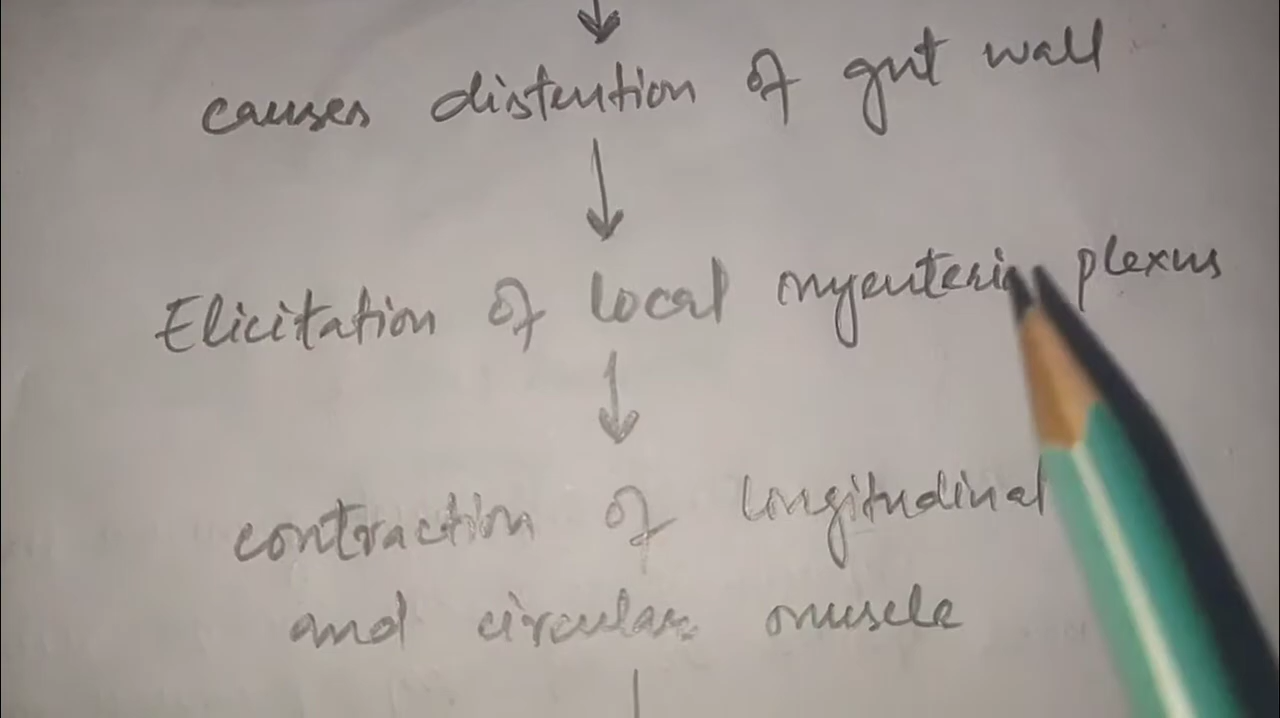 causes distention of gut wall
Elicitation of local myenteric plexus
contraction of longitudinal
and circular muscle